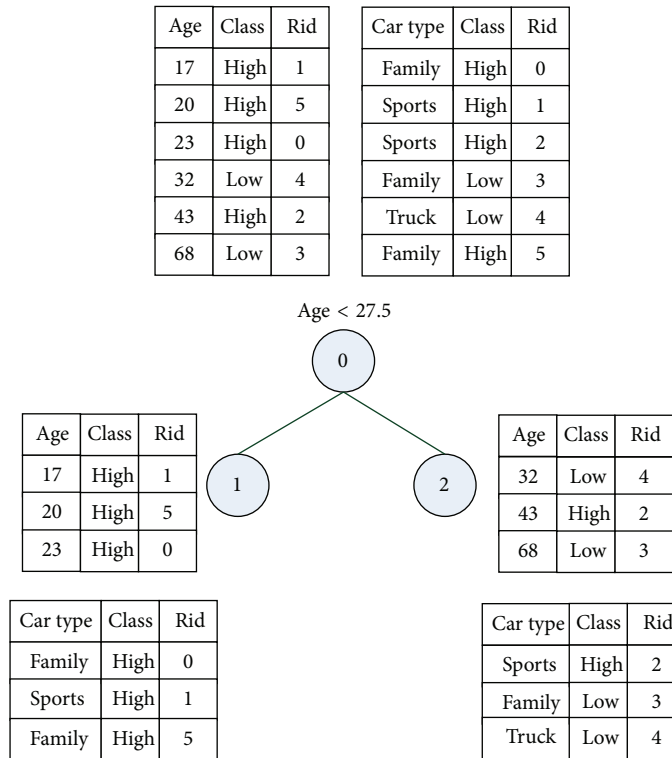 Age Class Rid
17 High 1
20 High 5
23 High 0
32 Low 4
43 High 2
68 Low 3
Car type Class Rid
Family High 0
Sports High 1
Sports High 2
Family Low 3
Truck Low 4
Family High 5
Age < 27.5
0
Age Class Rid
17 High 1
20 High 5
23 High 0
1
2
Age Class Rid
32 Low 4
43 High 2
68 Low 3
Car type Class Rid
Family High 0
Sports High 1
Family High 5
Car type Class Rid
Sports High 2
Family Low 3
Truck Low 4